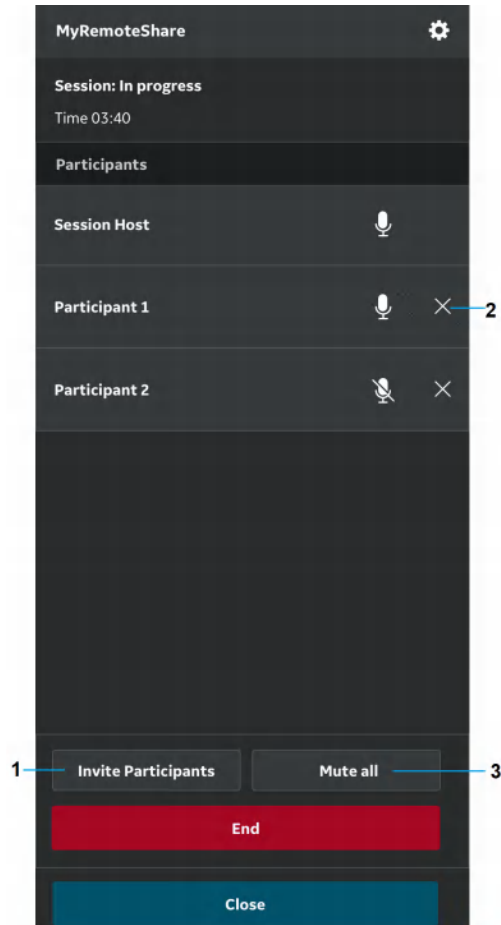 MyRemoteShare
Session: In progress
Time 03:40
Participants
Session Host
Participant 1
2
Participant 2
1
Invite Participants
Mute all
3
End
Close